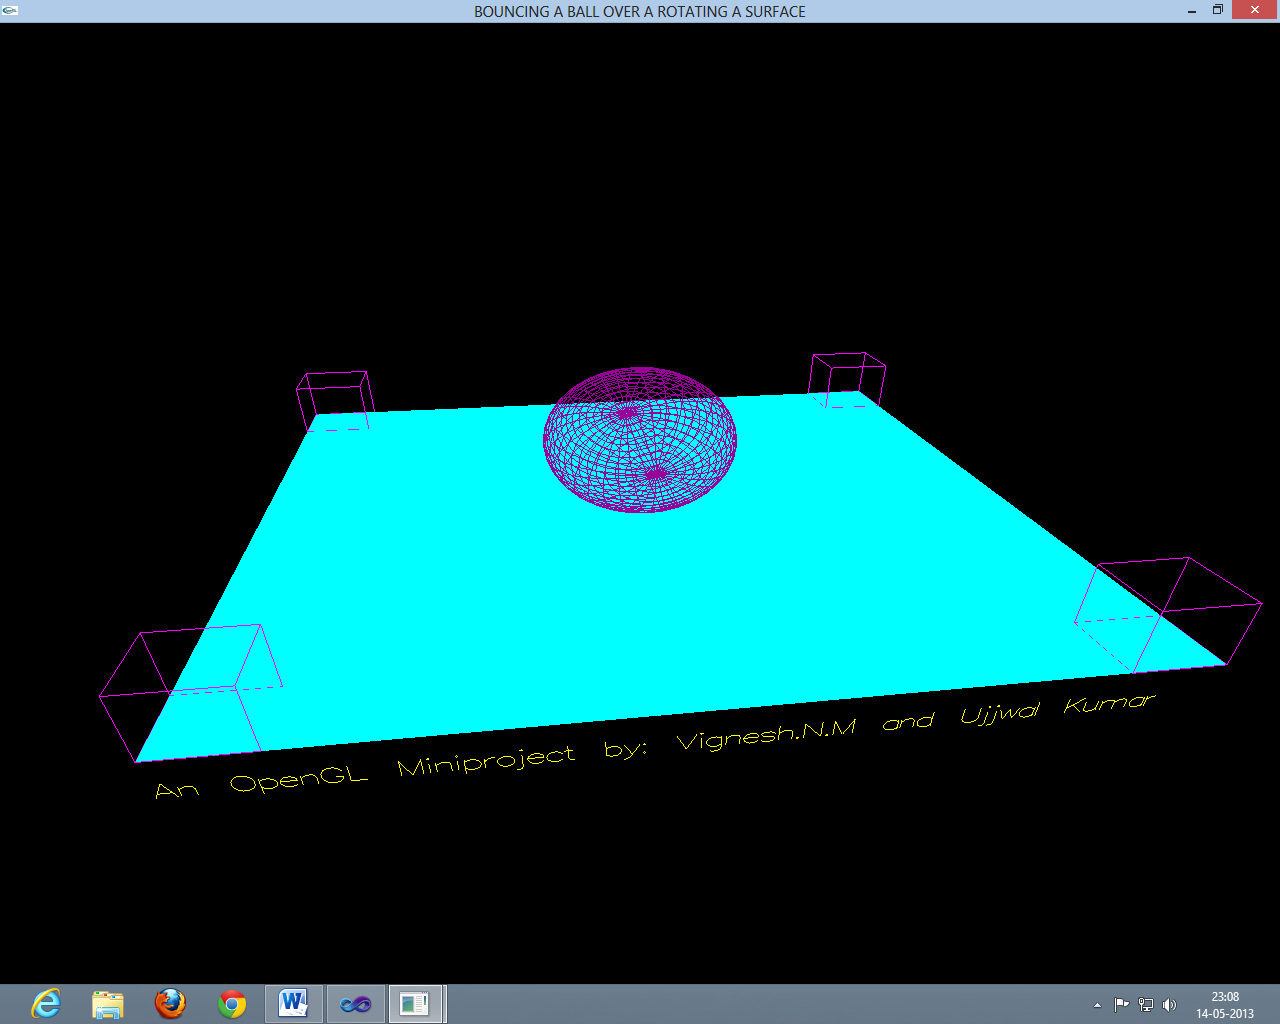 BOUNCING A BALL OVER A ROTATING A SURFACE
An OpenGL Miniproject by: Vignesh.N.M and Ujjwal Kumar
23:08
14-05-2013